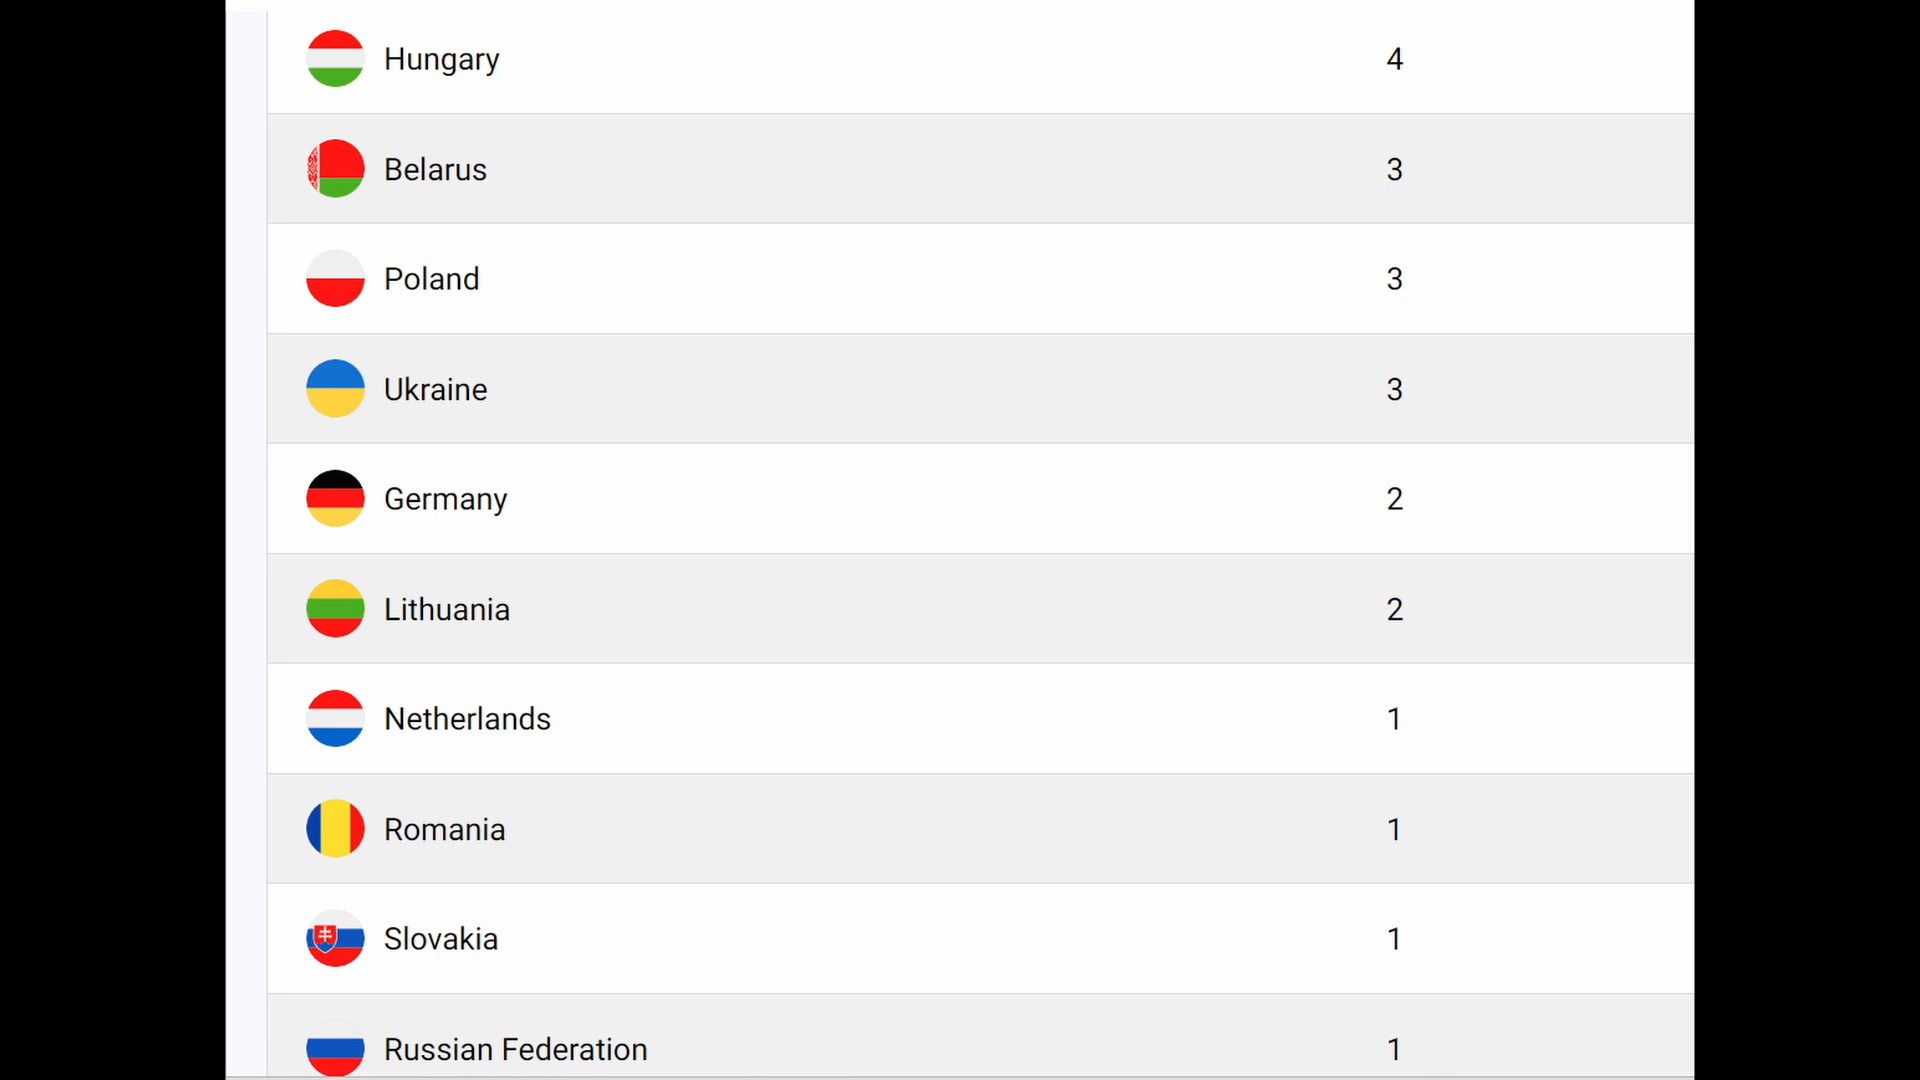 Hungary 4
Belarus 3
Poland 3
Ukraine 3
Germany 2
Lithuania 2
Netherlands 1
Romania 1
Slovakia 1
Russian Federation 1